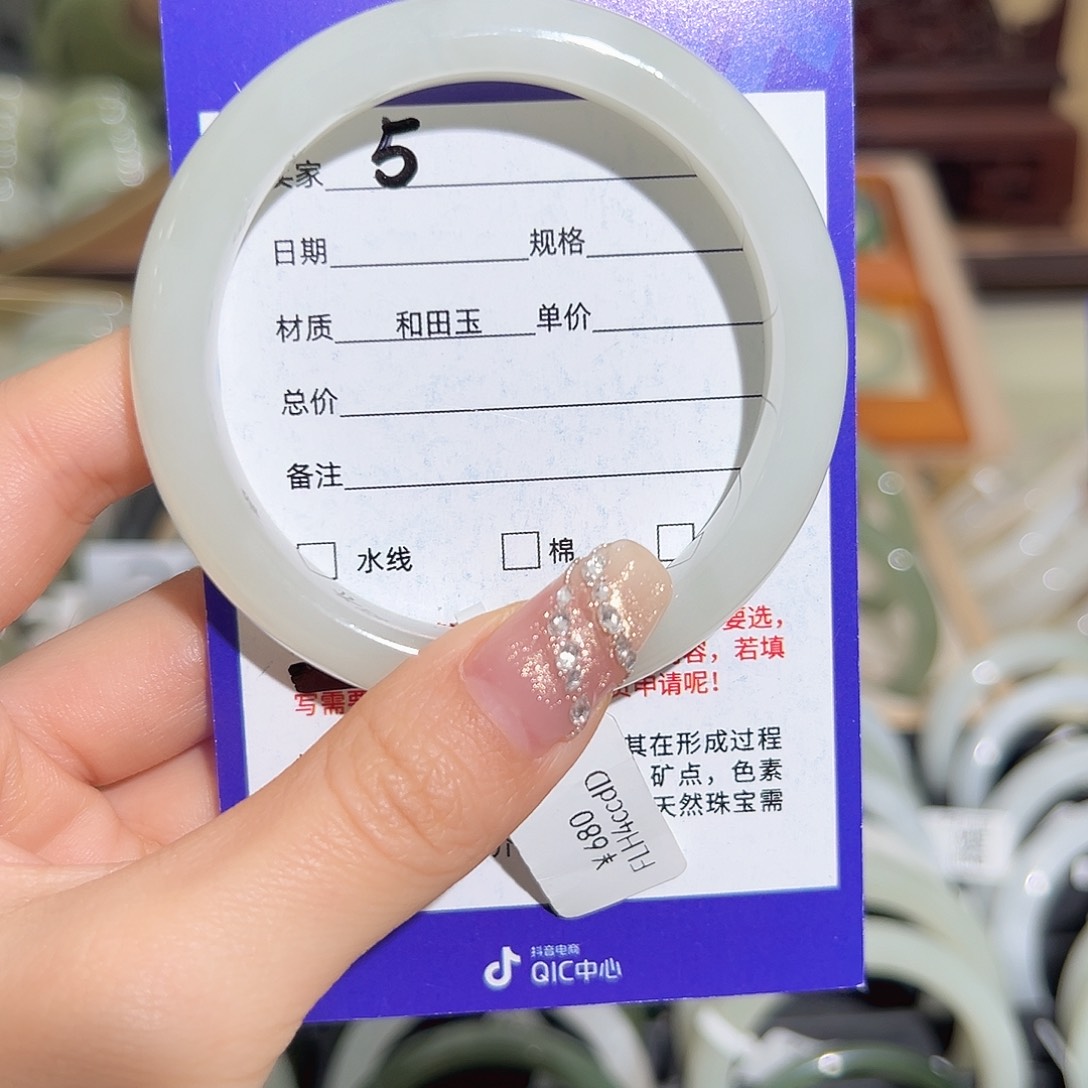 家 5
日期 规格
材质 和田玉 单价
总价
备注
水线 棉
要选，
容，若填
写需 申请呢！
其在形成过程
矿点，色素
天然珠宝需
¥680
FLH4ccdD
抖音电商
QIC中心